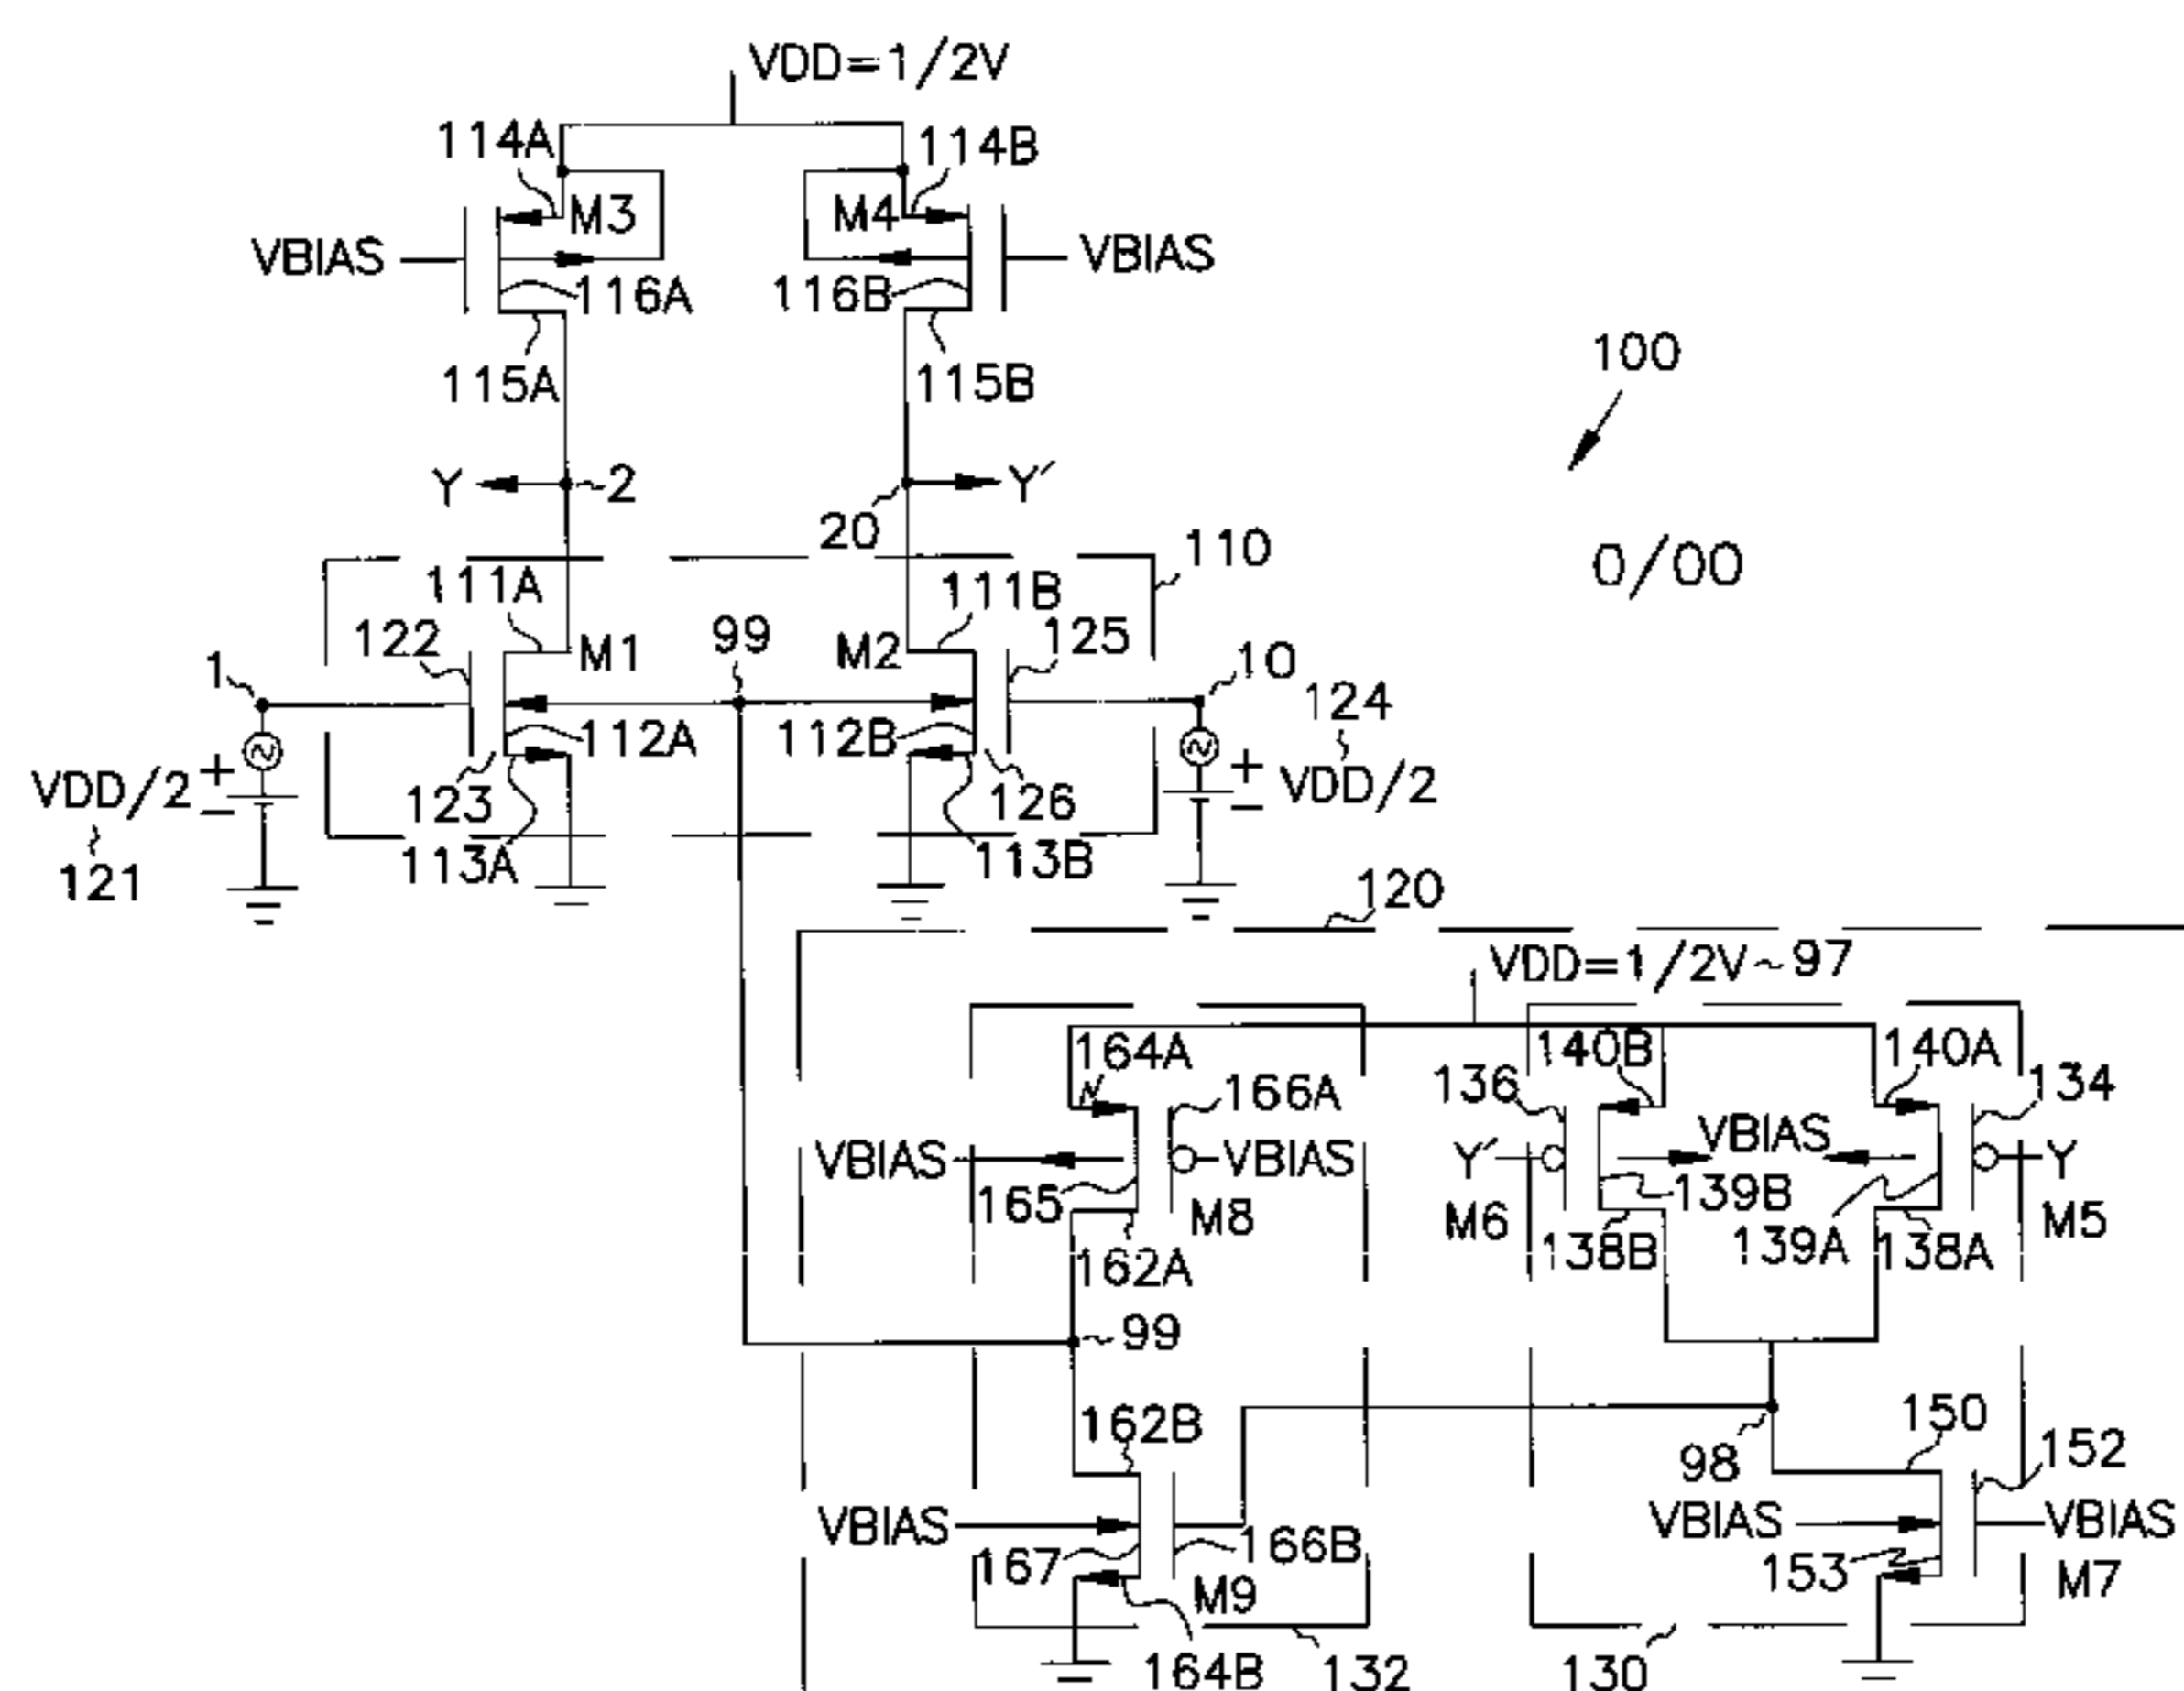 VDD=1/2V
114A
114B
M3
M4
VBIAS
VBIAS
116A
116B
115A
115B
100
Y
2
Y′
20
110
0/00
111A
111B
122
99
125
1
M1
M2
10
124
112A
112B
VDD/2
+
−
+
−
VDD/2
123
126
121
113A
113B
120
VDD=1/2V~97
164A
140B
140A
136
134
166A
VBIAS
VBIAS
Y′
VBIAS
Y
165
M8
139B
M6
M5
162A
138B
139A
138A
99
162B
150
98
152
VBIAS
VBIAS
VBIAS
167
166B
153
M9
M7
164B
132
130